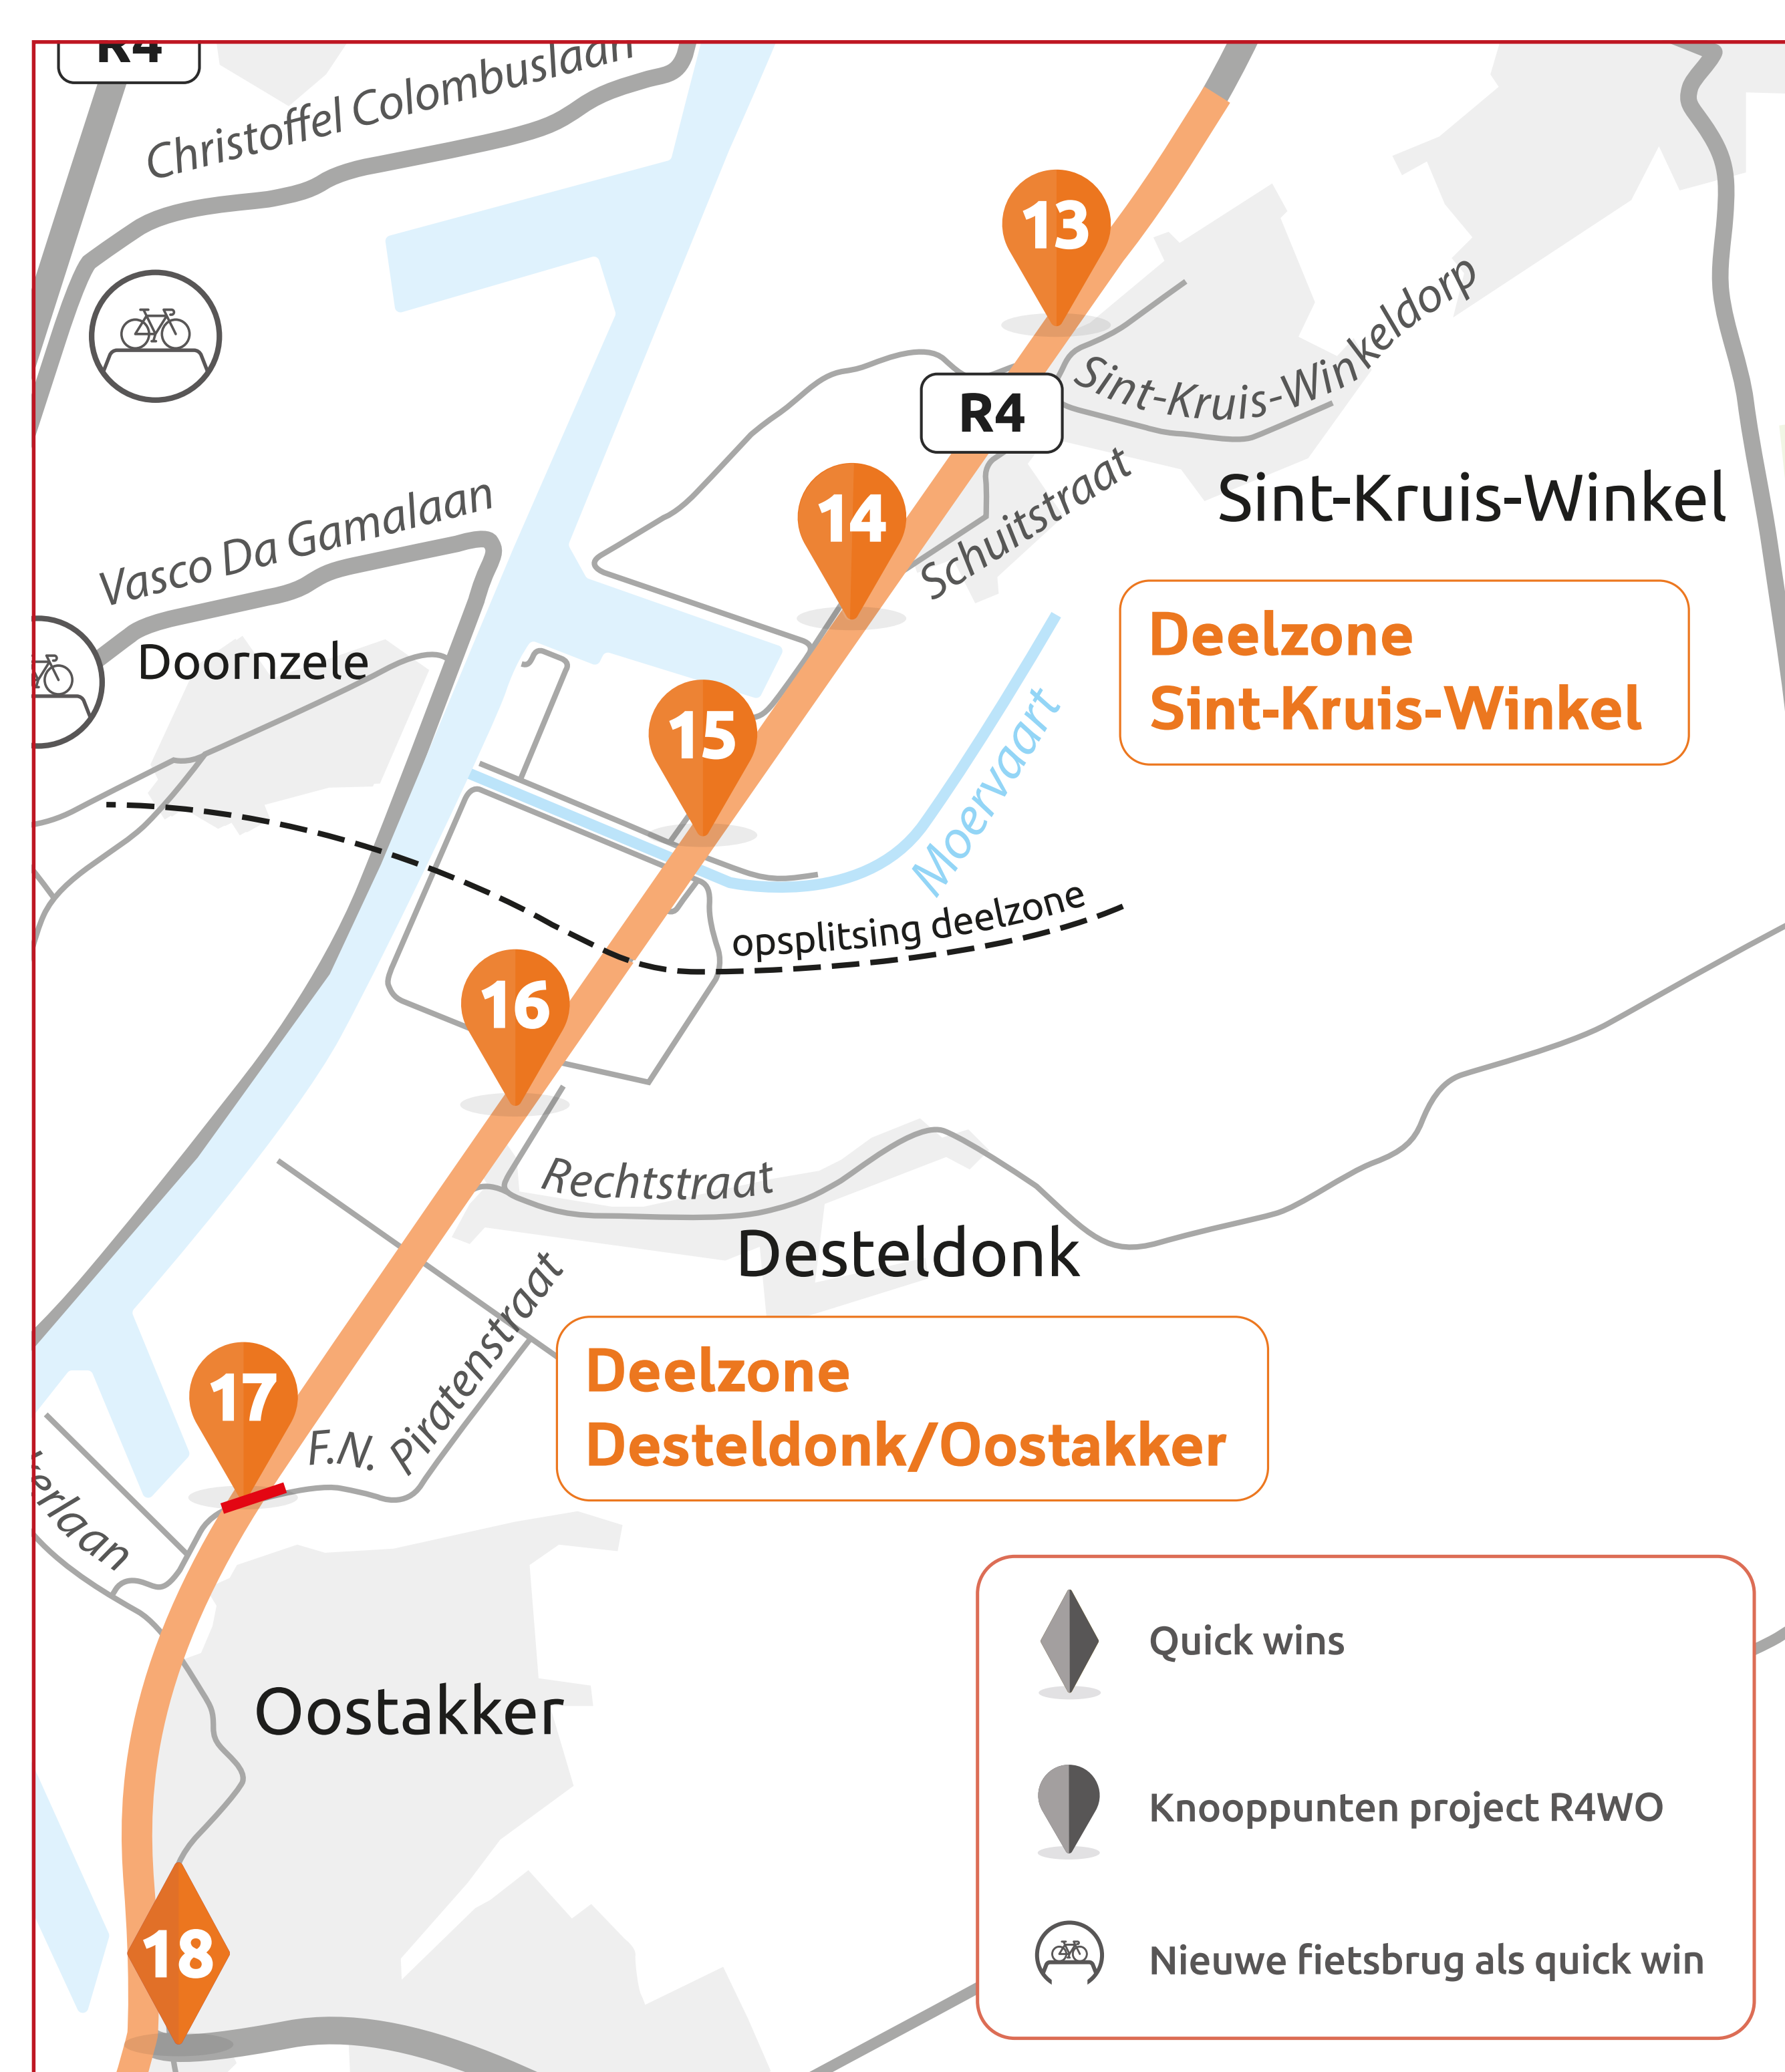 R4
Christoffel Colombuslaan
13
Sint-Kruis-Winkeldorp
R4
Schuitstraat
14
Vasco Da Gamalaan
Sint-Kruis-Winkel
Doornzele
Deelzone
Sint-Kruis-Winkel
15
Moervaart
opsplitsing deelzone
16
Rechtstraat
Desteldonk
Deelzone
Desteldonk/Oostakker
17
F.N. Piratenstraat
Oostakker
18
Quick wins
Knooppunten project R4WO
Nieuwe fietsbrug als quick win